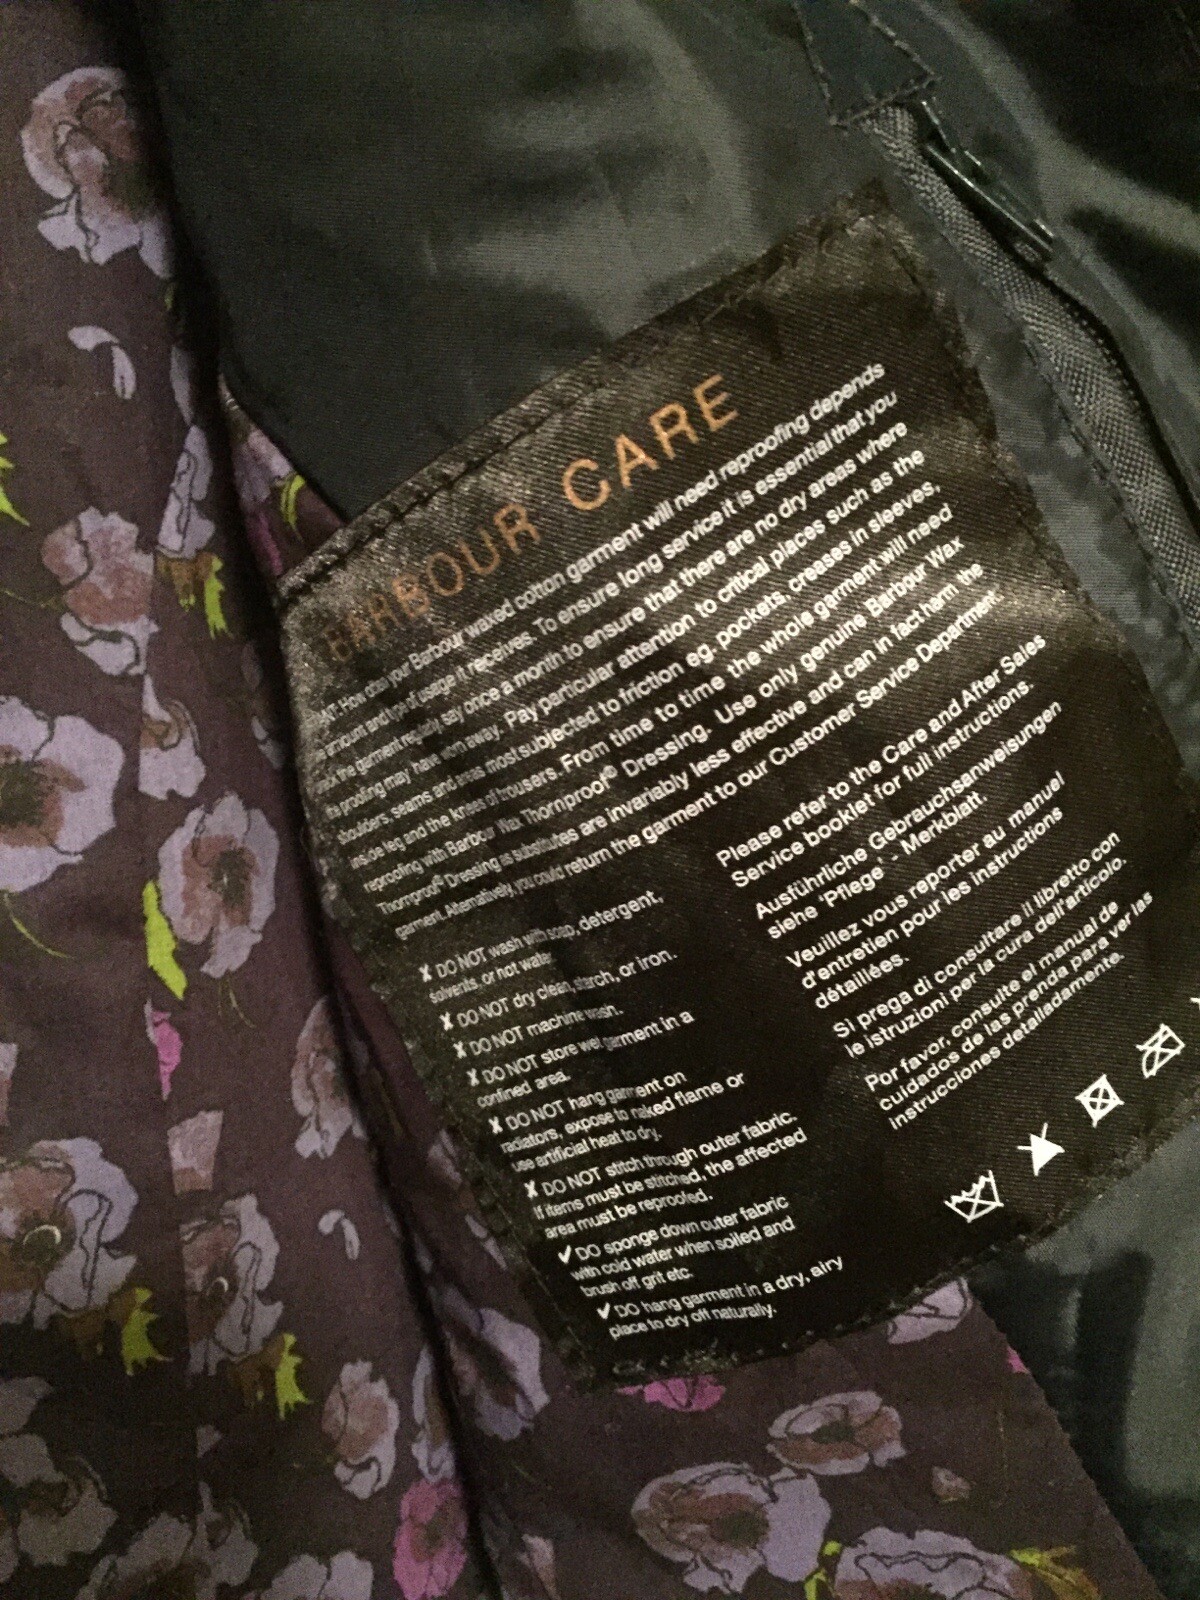 BARBOUR CARE
How often your Barbour waxed cotton garment will need reproofing depends
amount and type of usage it receives. To ensure long service it is essential that you
the garment regularly say once a month to ensure that there are no dry areas where
the proofing may have worn away. Pay particular attention to critical places such as the
shoulders, seams and areas most subjected to friction eg. pockets, creases in sleeves,
inside leg and the knees of trousers. From time to time the whole garment will need
reproofing with Barbour Wax Thornproof® Dressing. Use only genuine Barbour Wax
Thornproof® Dressing as substitutes are invariably less effective and can in fact harm the
garment. Alternatively, you could return the garment to our Customer Service Department.
✗ DO NOT wash with soap, detergent,
solvents, or hot water.
✗ DO NOT dry clean, starch, or iron.
✗ DO NOT machine wash.
✗ DO NOT store wet garment in a
confined area.
✗ DO NOT hang garment on
radiators, expose to naked flame or
use artificial heat to dry.
✗ DO NOT stitch through outer fabric.
If items must be stitched, the affected
area must be reproofed.
✓ DO sponge down outer fabric
with cold water when soiled and
brush off grit etc.
✓ DO hang garment in a dry, airy
place to dry off naturally.
Please refer to the Care and After Sales
Service booklet for full instructions.
Ausführliche Gebrauchsanweisungen
siehe 'Pflege' - Merkblatt.
Veuillez vous reporter au manuel
d'entretien pour les instructions
détaillées.
Si prega di consultare il libretto con
le istruzioni per la cura dell'articolo.
Por favor, consulte el manual de
cuidados de las prenda para ver las
instrucciones detalladamente.